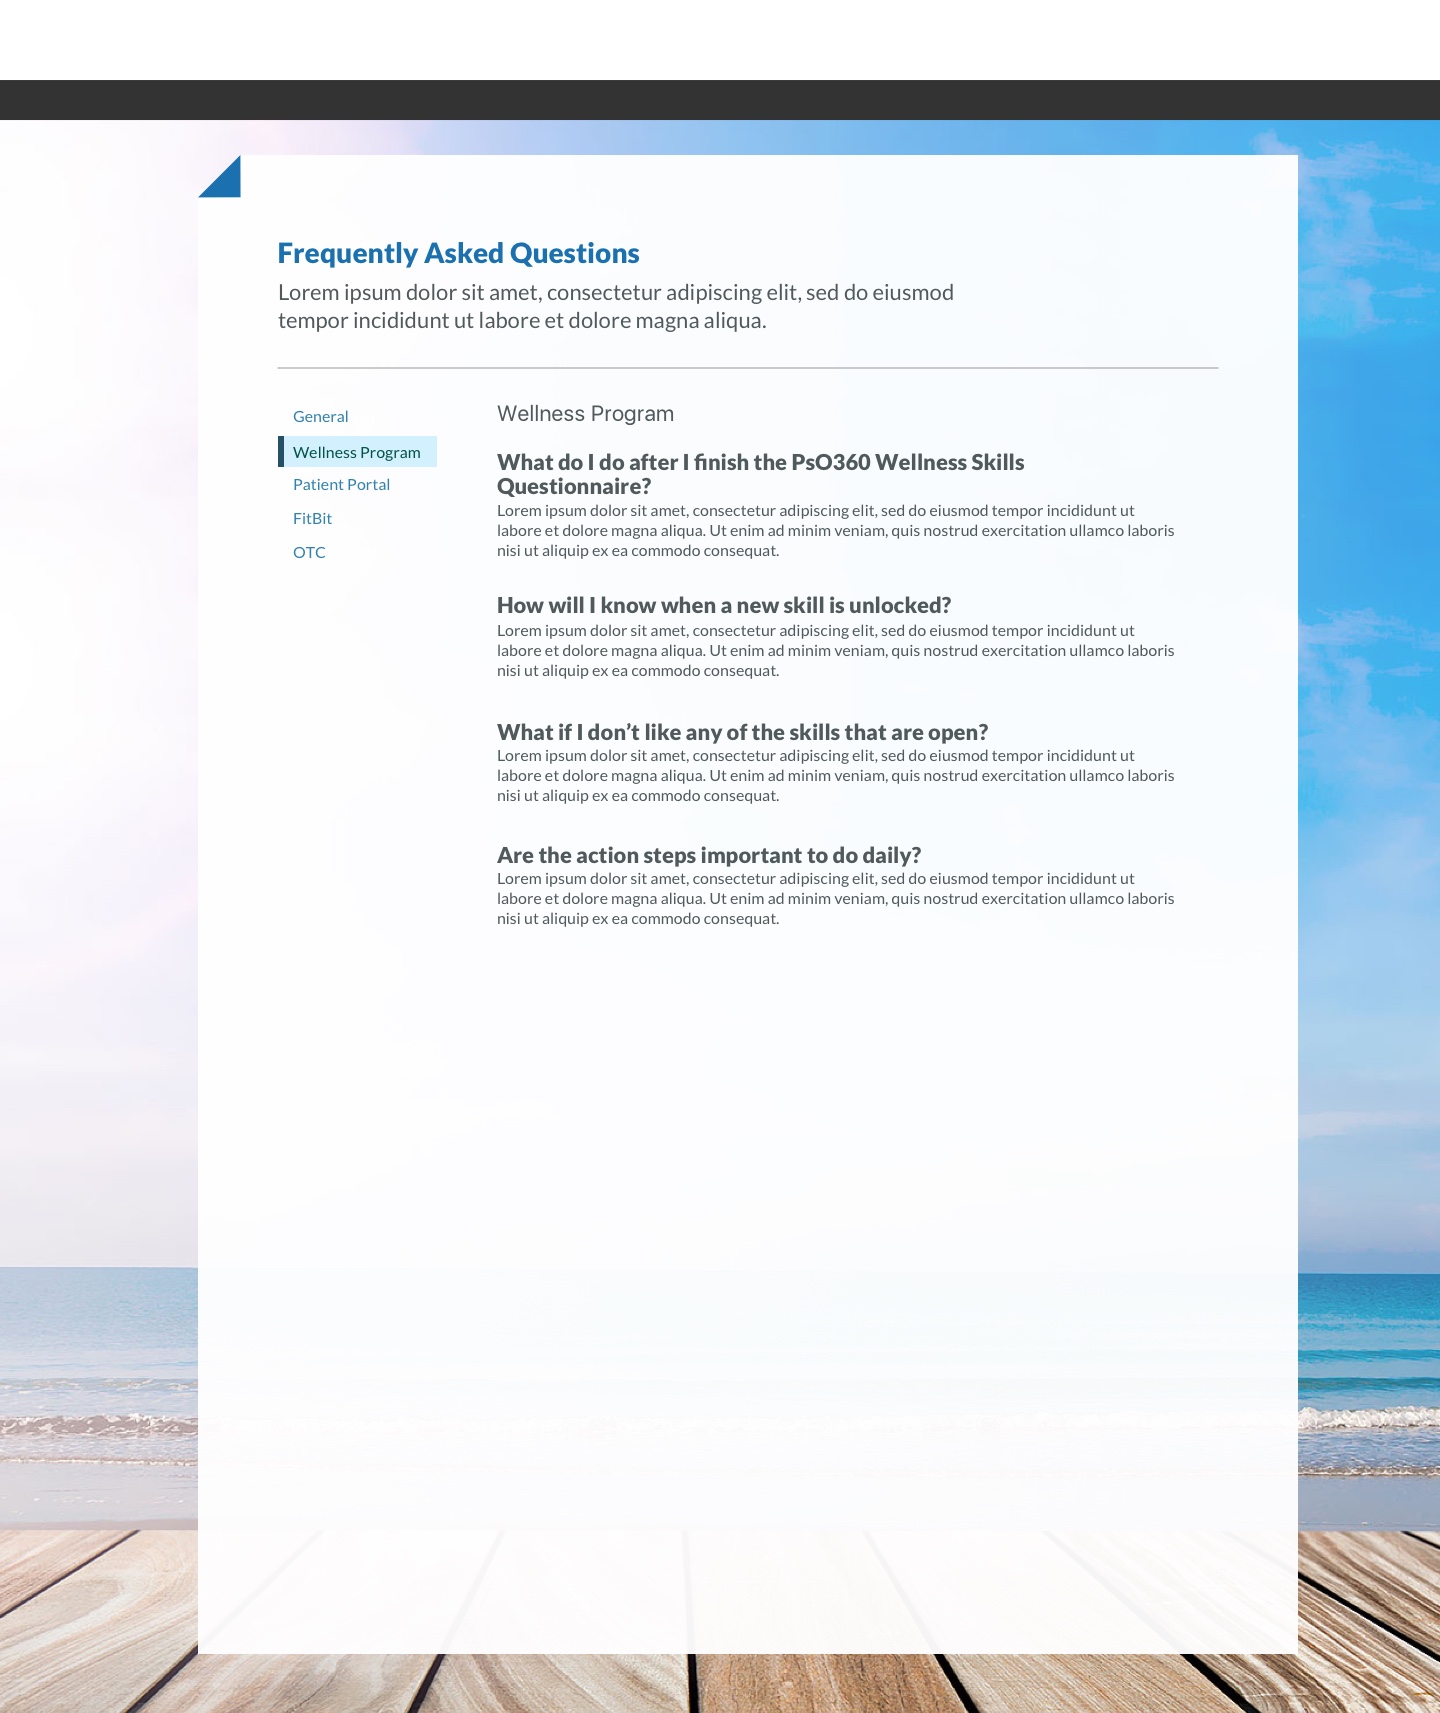 Frequently Asked Questions
Lorem ipsum dolor sit amet, consectetur adipiscing elit, sed do eiusmod
tempor incididunt ut labore et dolore magna aliqua.
General
Wellness Program
Patient Portal
FitBit
OTC
Wellness Program
What do I do after I finish the PsO360 Wellness Skills
Questionnaire?
Lorem ipsum dolor sit amet, consectetur adipiscing elit, sed do eiusmod tempor incididunt ut
labore et dolore magna aliqua. Ut enim ad minim veniam, quis nostrud exercitation ullamco laboris
nisi ut aliquip ex ea commodo consequat.
How will I know when a new skill is unlocked?
Lorem ipsum dolor sit amet, consectetur adipiscing elit, sed do eiusmod tempor incididunt ut
labore et dolore magna aliqua. Ut enim ad minim veniam, quis nostrud exercitation ullamco laboris
nisi ut aliquip ex ea commodo consequat.
What if I don’t like any of the skills that are open?
Lorem ipsum dolor sit amet, consectetur adipiscing elit, sed do eiusmod tempor incididunt ut
labore et dolore magna aliqua. Ut enim ad minim veniam, quis nostrud exercitation ullamco laboris
nisi ut aliquip ex ea commodo consequat.
Are the action steps important to do daily?
Lorem ipsum dolor sit amet, consectetur adipiscing elit, sed do eiusmod tempor incididunt ut
labore et dolore magna aliqua. Ut enim ad minim veniam, quis nostrud exercitation ullamco laboris
nisi ut aliquip ex ea commodo consequat.